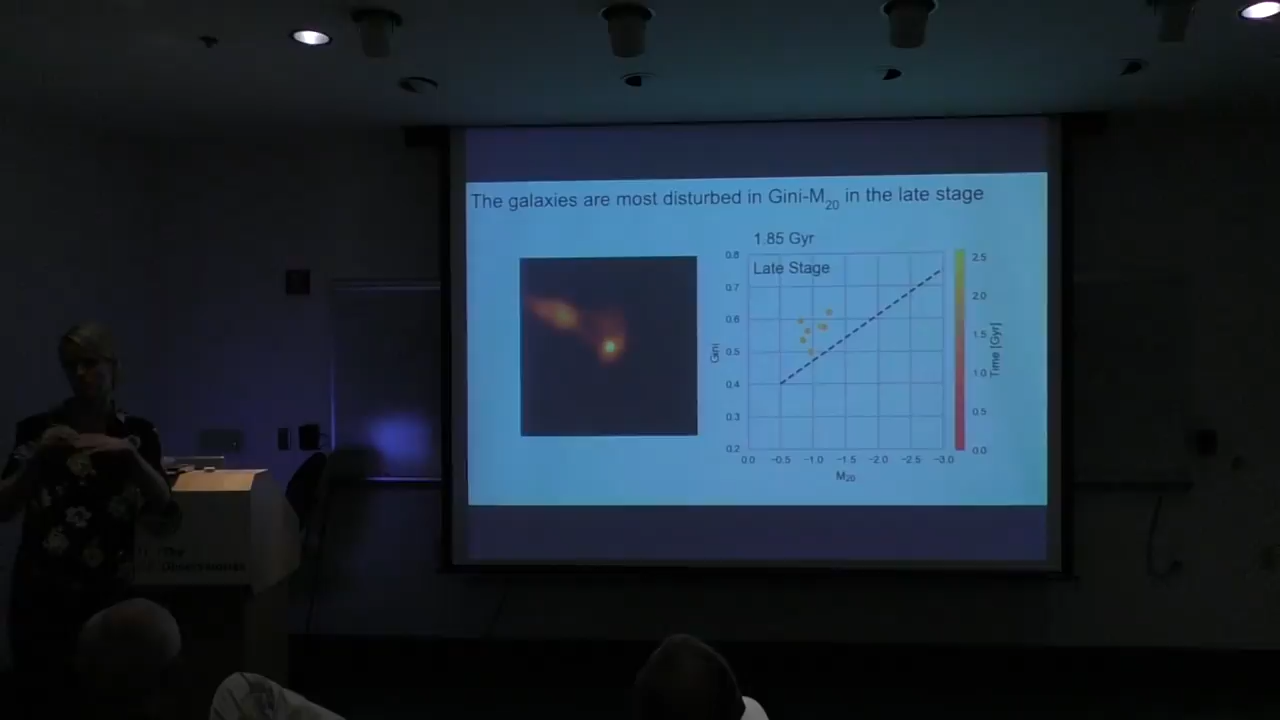 The galaxies are most disturbed in Gini-M20 in the late stage
1.85 Gyr
Late Stage
0.8
0.7
0.6
0.5
0.4
0.3
0.2
Gini
0.0 −0.5 −1.0 −1.5 −2.0 −2.5 −3.0
M20
2.5
2.0
1.5
1.0
0.5
0.0
Time [Gyr]